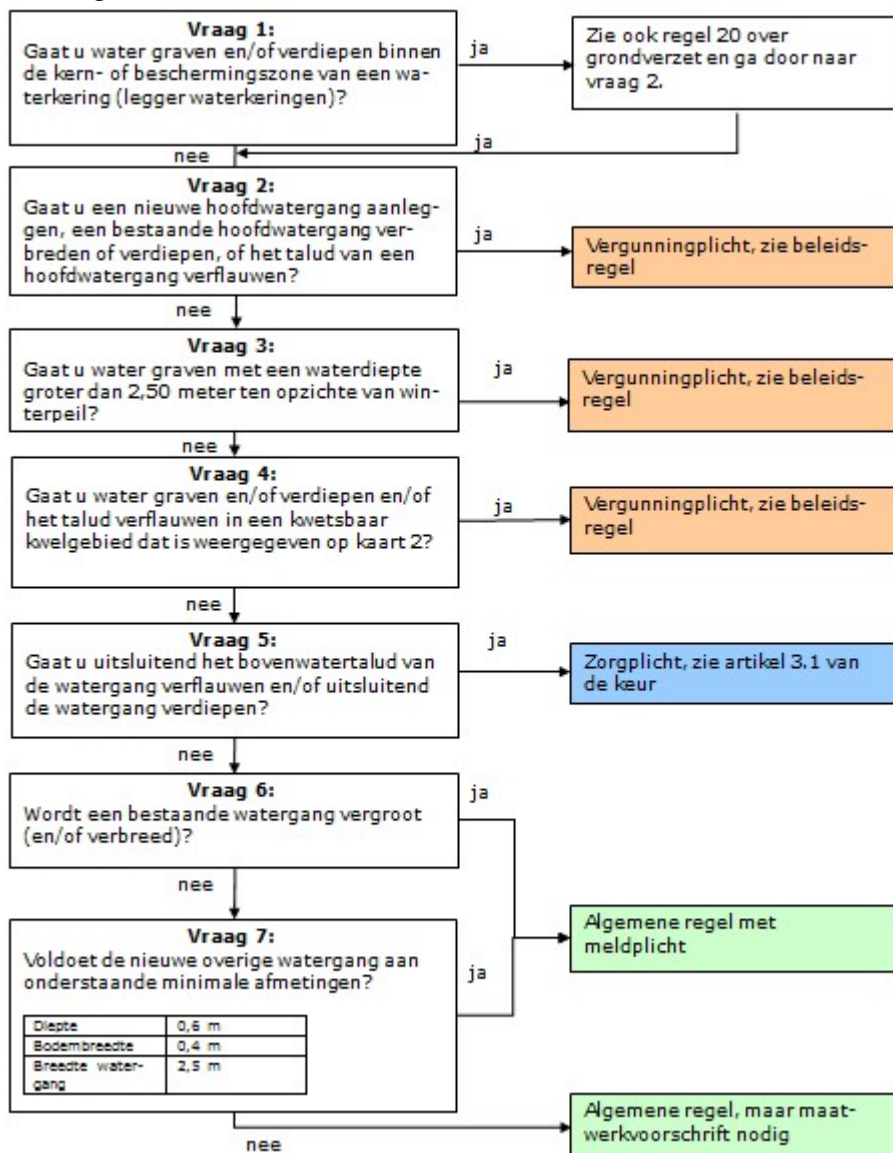 Vraag 1:
Gaat u water graven en/of verdiepen binnen
de kern- of beschermingszone van een wa-
terkering (legger waterkeringen)?
ja
Zie ook regel 20 over
grondverzet en ga door naar
vraag 2.
nee
ja
Vraag 2:
Gaat u een nieuwe hoofdwatergang aanleg-
gen, een bestaande hoofdwatergang ver-
breden of verdiepen, of het talud van een
hoofdwatergang verflauwen?
ja
Vergunningplicht, zie beleids-
regel
nee
Vraag 3:
Gaat u water graven met een waterdiepte
groter dan 2,50 meter ten opzichte van win-
terpeil?
ja
Vergunningplicht, zie beleids-
regel
nee
Vraag 4:
Gaat u water graven en/of verdiepen en/of
het talud verflauwen in een kwetsbaar
kwelgebied dat is weergegeven op kaart 2?
ja
Vergunningplicht, zie beleids-
regel
nee
Vraag 5:
Gaat u uitsluitend het bovenwatertalud van
de watergang verflauwen en/of uitsluitend
de watergang verdiepen?
ja
Zorgplicht, zie artikel 3.1 van
de keur
nee
Vraag 6:
Wordt een bestaande watergang vergroot
(en/of verbreed)?
ja
nee
Vraag 7:
Voldoet de nieuwe overige watergang aan
onderstaande minimale afmetingen?
Diepte 0,6 m
Bodembreedte 0,4 m
Breedte water- 2,5 m
gang
ja
Algemene regel met
meldplicht
nee
Algemene regel, maar maat-
werkvoorschrift nodig